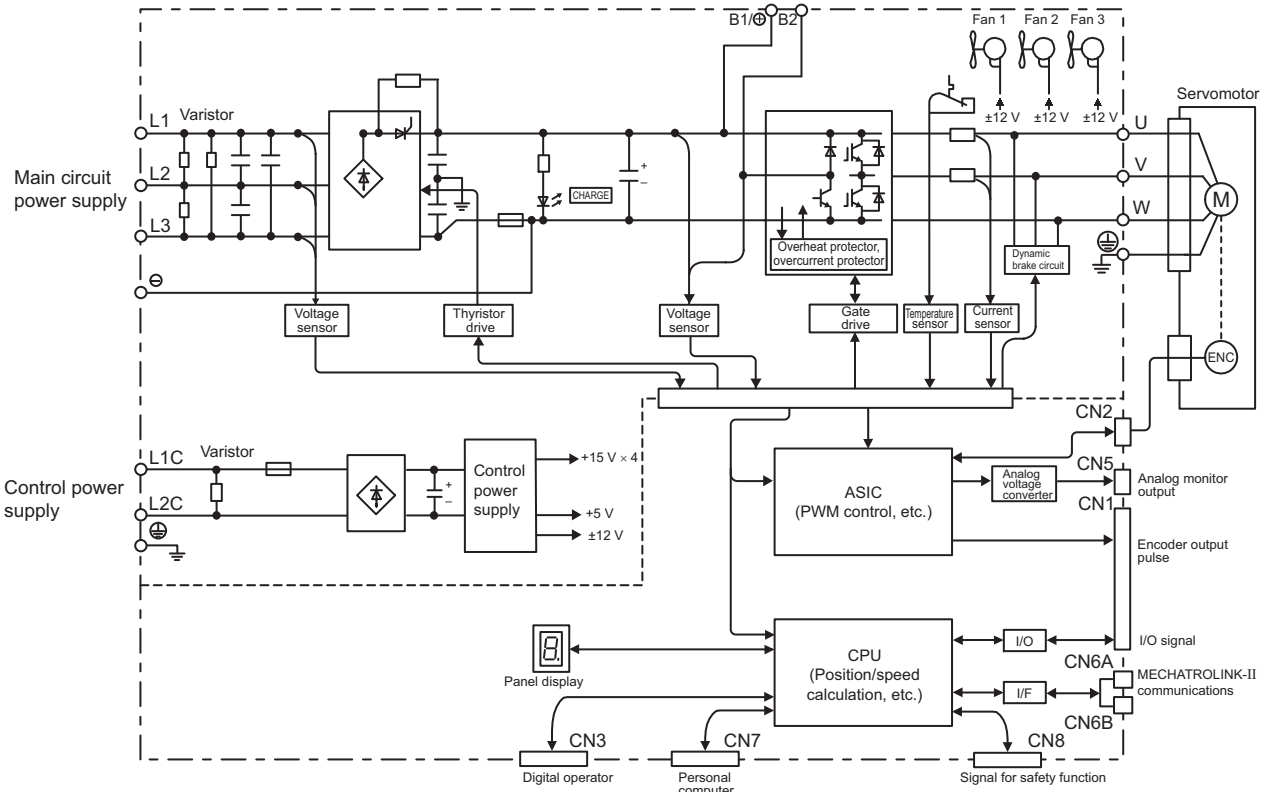 B1/⊕
B2
Fan 1
Fan 2
Fan 3
±12 V
±12 V
±12 V
Servomotor
Main circuit
power supply
L1
Varistor
L2
L3
⊖
+
–
CHARGE
Overheat protector,
overcurrent protector
U
V
W
M
Dynamic
brake circuit
Voltage
sensor
Thyristor
drive
Voltage
sensor
Gate
drive
Temperature
sensor
Current
sensor
ENC
Control power
supply
L1C
Varistor
L2C
+
–
Control
power
supply
+15 V × 4
+5 V
±12 V
ASIC
(PWM control, etc.)
Analog
voltage
converter
CN2
CN5
Analog monitor
output
CN1
Encoder output
pulse
I/O signal
Panel display
8.
CPU
(Position/speed
calculation, etc.)
I/O
I/F
CN6A
MECHATROLINK-II
communications
CN6B
CN3
Digital operator
CN7
Personal
computer
CN8
Signal for safety function